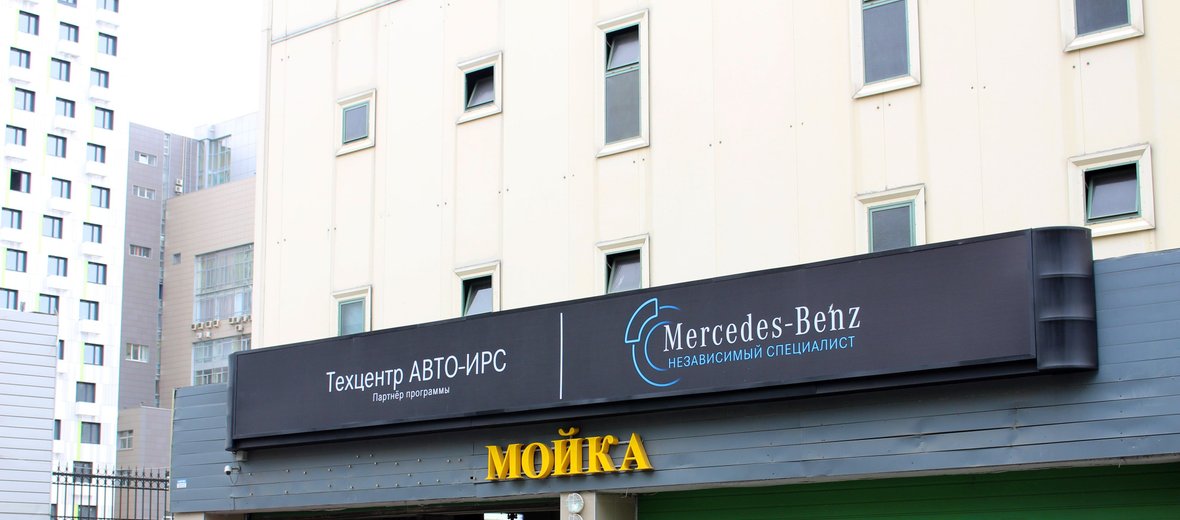 Техцентр АВТО-ИРС
Партнёр программы
Mercedes-Benz
НЕЗАВИСИМЫЙ СПЕЦИАЛИСТ
МОЙКА